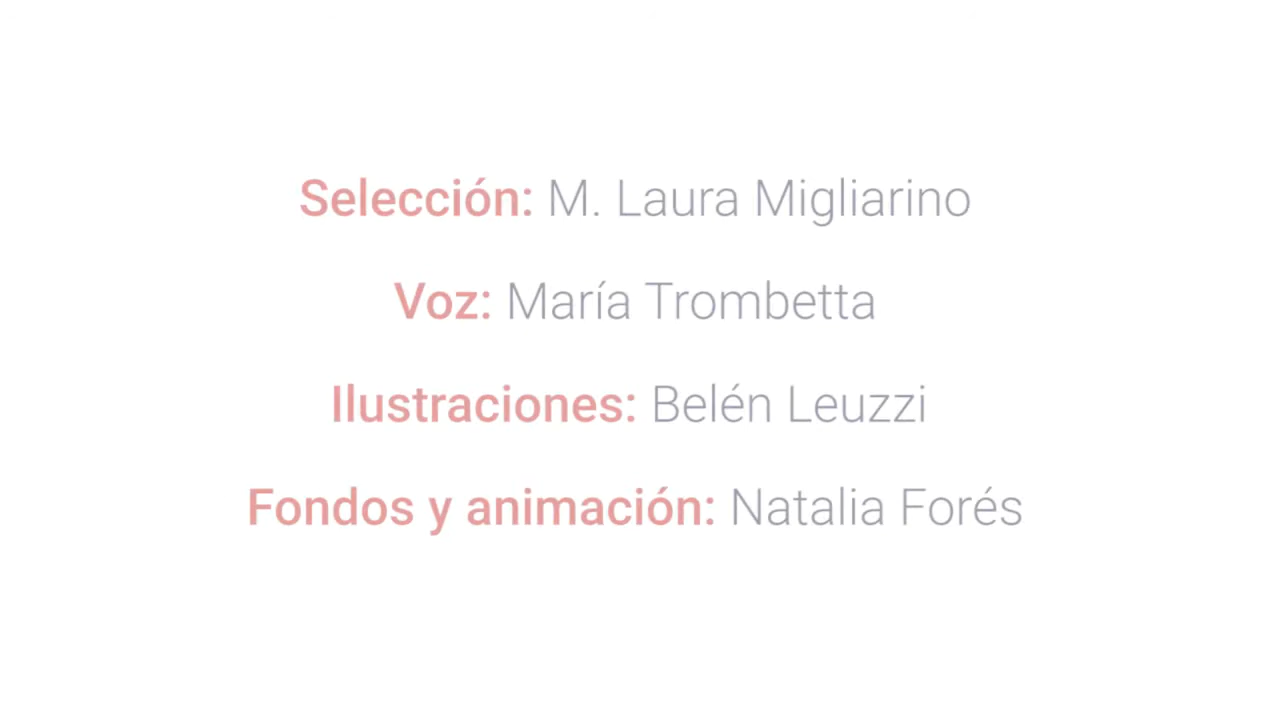 Selección: M. Laura Migliarino
Voz: María Trombetta
Ilustraciones: Belén Leuzzi
Fondos y animación: Natalia Forés